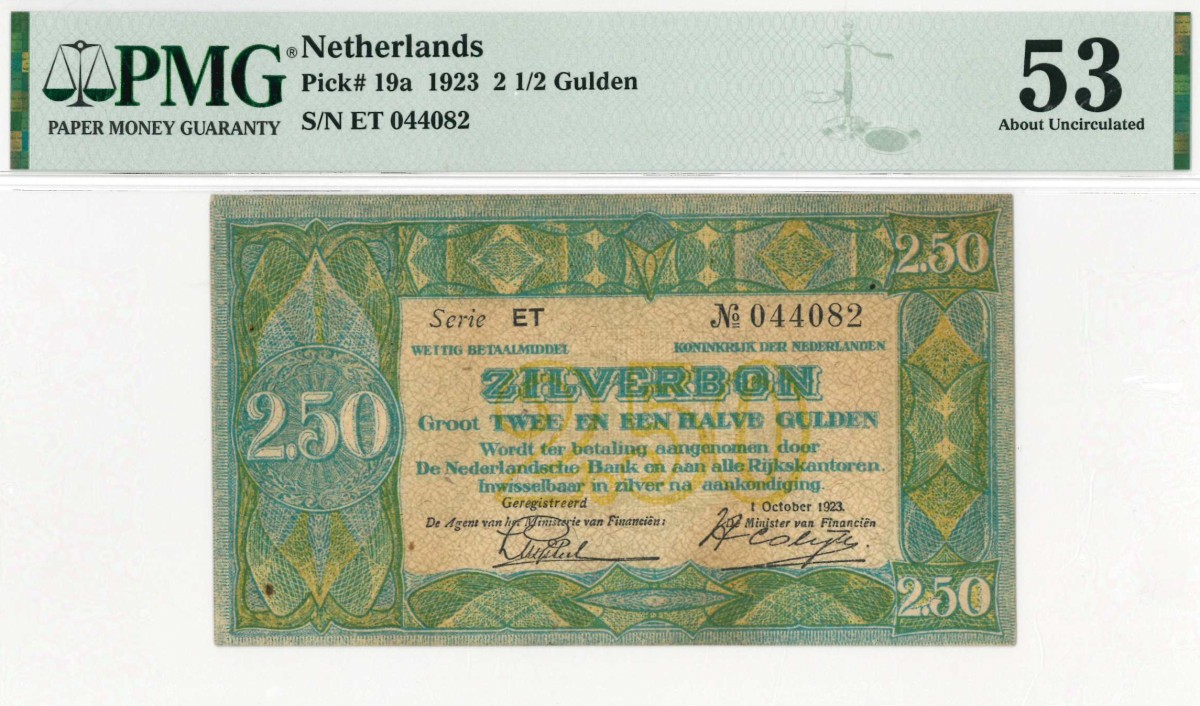 PMG®
PAPER MONEY GUARANTY
Netherlands
Pick# 19a 1923 2 1/2 Gulden
S/N ET 044082
53
About Uncirculated
2.50
Serie ET
№ 044082
WETTIG BETAALMIDDEL
KONINKRIJK DER NEDERLANDEN
ZILVERBON
250
Groot TWEE EN EEN HALVE GULDEN
Wordt ter betaling aangenomen door
De Nederlandsche Bank en aan alle Rijkskantoren.
Inwisselbaar in zilver na aankondiging.
2.50
Geregistreerd
De Agent van het Ministerie van Financiën:
1 October 1923.
De Minister van Financiën
2.50